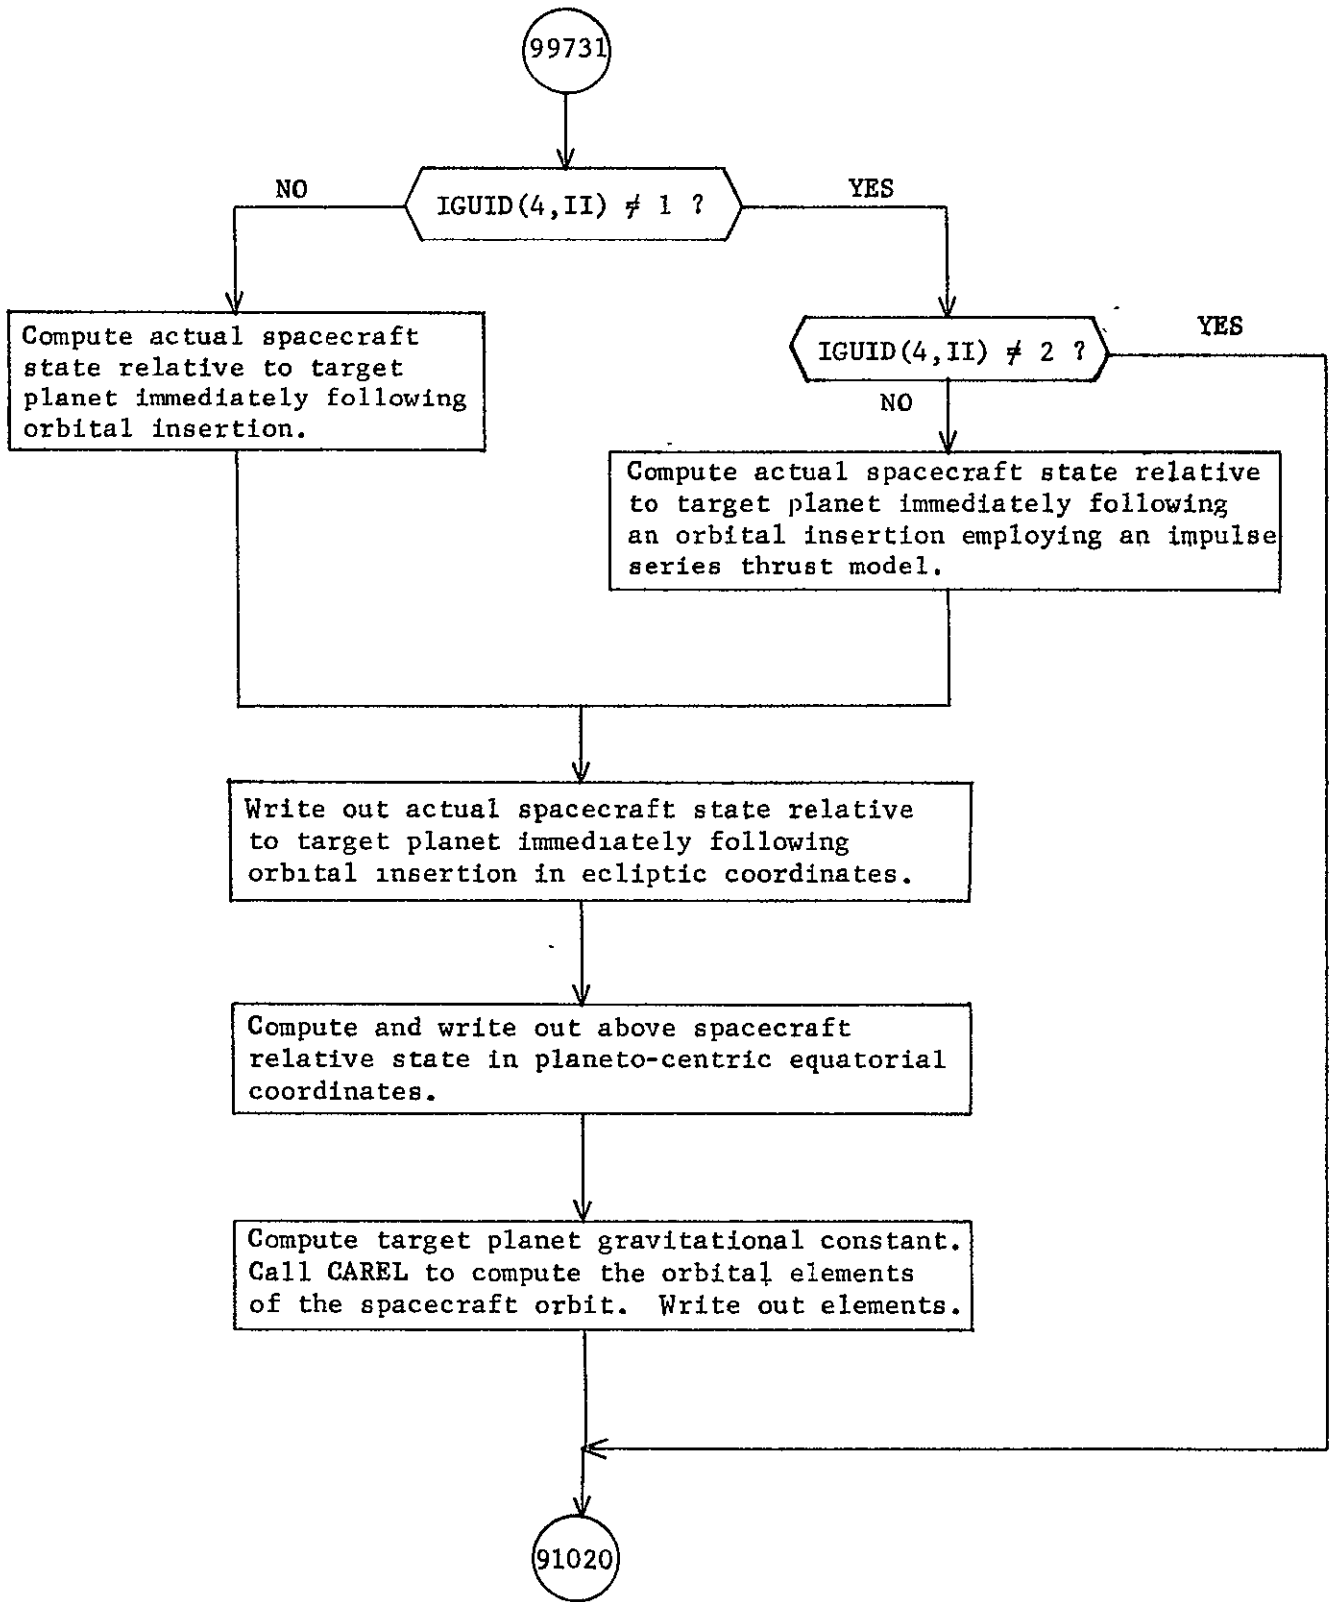 99731
NO
IGUID(4,II) ≠ 1 ?
YES
Compute actual spacecraft
state relative to target
planet immediately following
orbital insertion.
IGUID(4,II) ≠ 2 ?
YES
NO
Compute actual spacecraft state relative
to target planet immediately following
an orbital insertion employing an impulse
series thrust model.
Write out actual spacecraft state relative
to target planet immediately following
orbital insertion in ecliptic coordinates.
Compute and write out above spacecraft
relative state in planeto-centric equatorial
coordinates.
Compute target planet gravitational constant.
Call CAREL to compute the orbital elements
of the spacecraft orbit. Write out elements.
91020